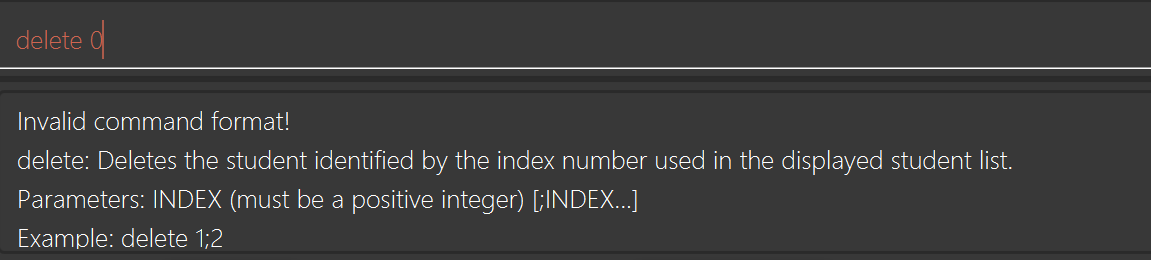 delete 0
Invalid command format!
delete: Deletes the student identified by the index number used in the displayed student list.
Parameters: INDEX (must be a positive integer) [;INDEX...]
Example: delete 1;2